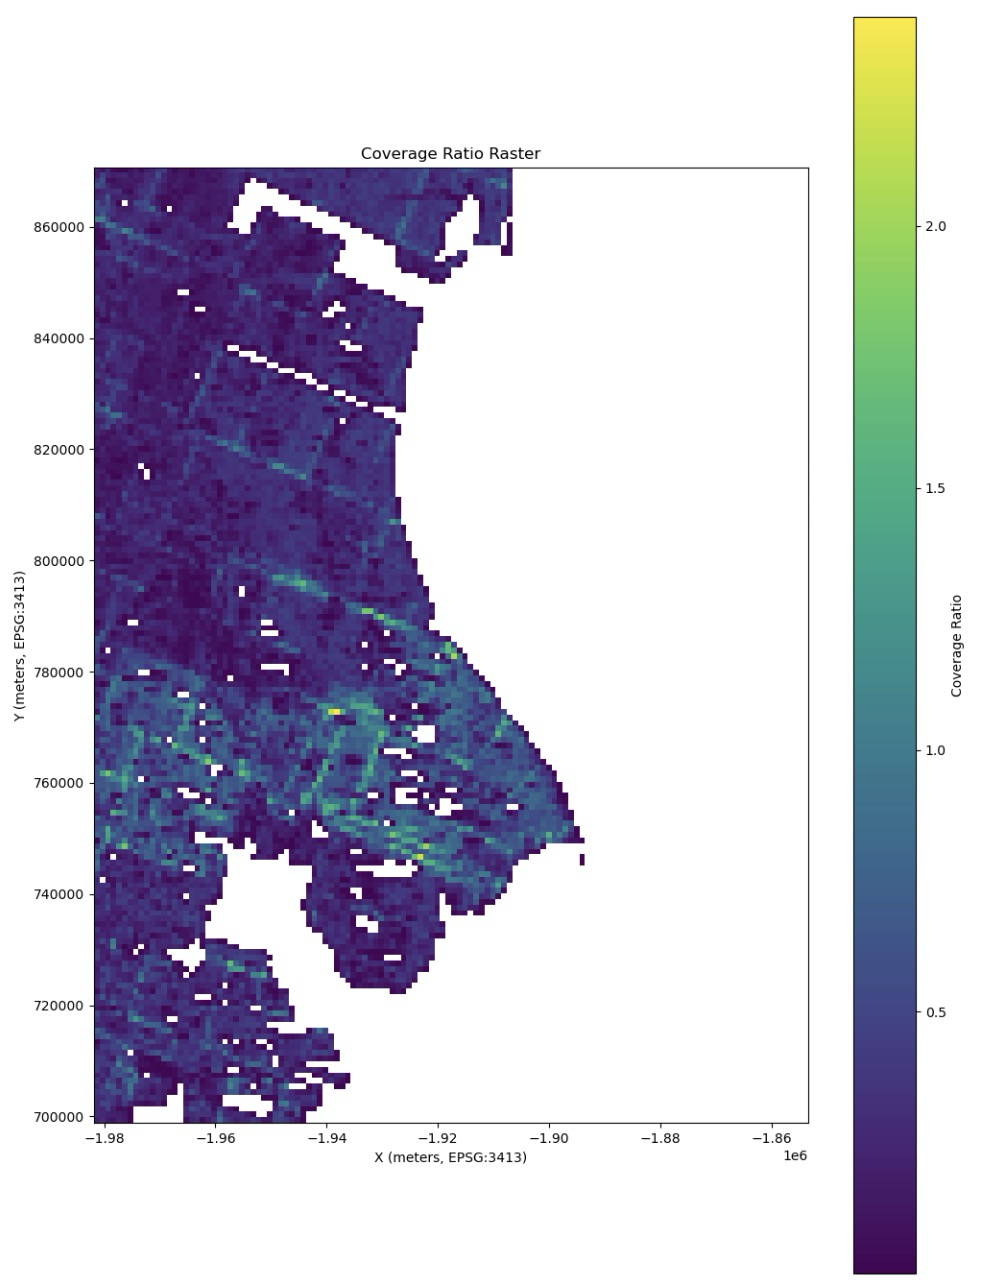 Coverage Ratio Raster
860000
840000
820000
800000
780000
760000
740000
720000
700000
Y (meters, EPSG:3413)
−1.98 −1.96 −1.94 −1.92 −1.90 −1.88 −1.86
1e6
X (meters, EPSG:3413)
2.0
1.5
1.0
0.5
Coverage Ratio